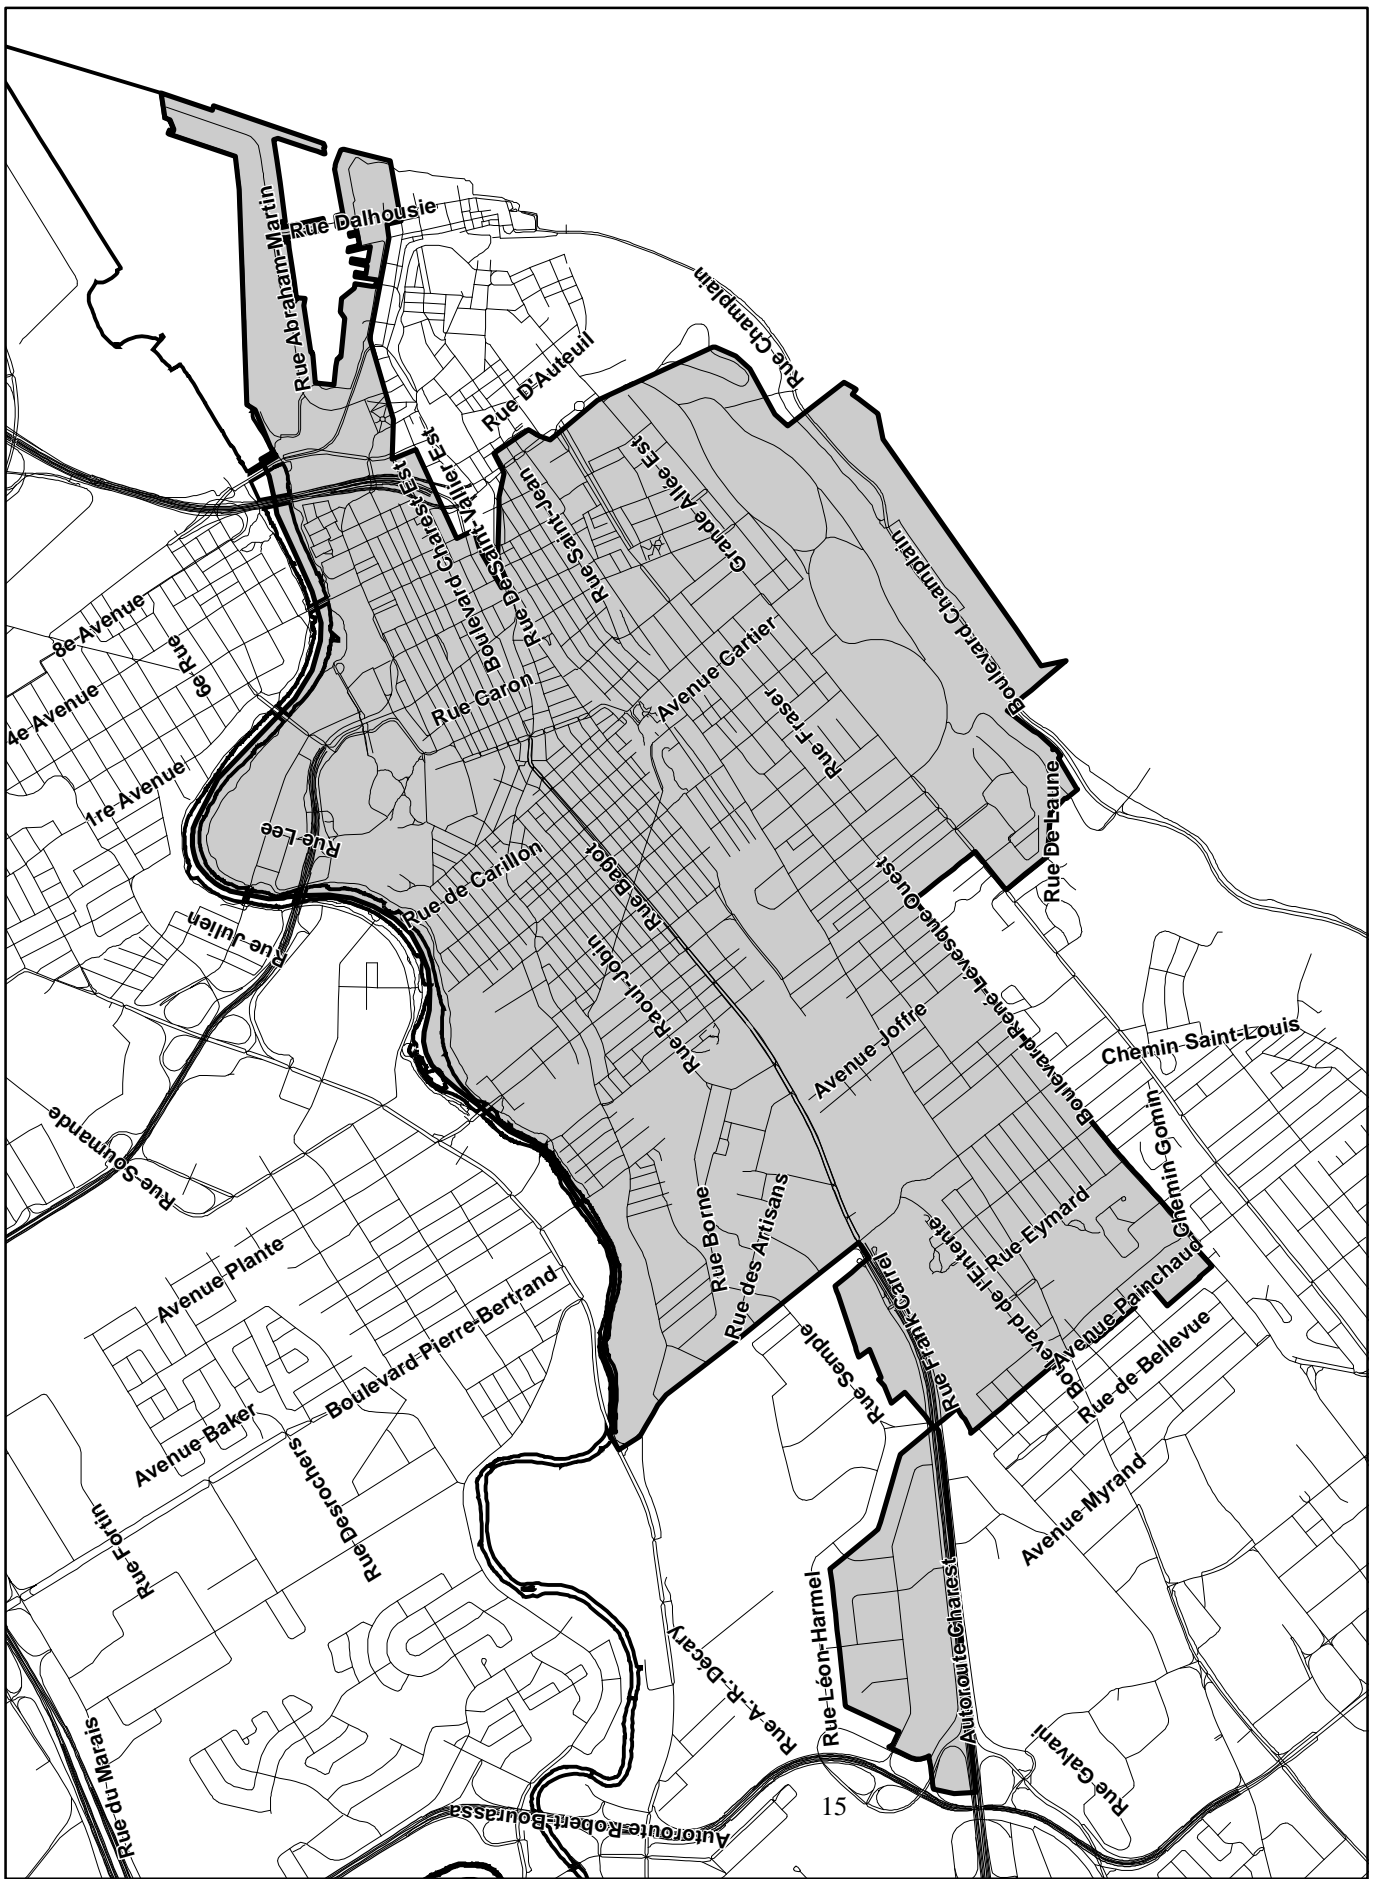 Rue Dalhousie
Rue Abraham-Martin
Rue Champlain
Rue D'Auteuil
Boulevard Charest Est
Rue De Saint-Vallier Est
Rue Saint-Jean
Grande Allée Est
Boulevard Champlain
8e Avenue
6e Rue
4e Avenue
1re Avenue
Rue Caron
Avenue Cartier
Rue Fraser
Rue Lee
Rue de Carillon
Rue Bagot
Rue De Laune
Rue Julien
Rue Raoul-Jobin
Boulevard René-Lévesque Ouest
Avenue Joffre
Chemin Saint-Louis
Rue Soumande
Chemin Gomin
Rue Borne
Rue des Artisans
Rue Eymard
Boulevard de l'Entente
Avenue Painchaud
Avenue Plante
Boulevard Pierre-Bertrand
Rue Frank-Carrel
Rue Semple
Rue de Bellevue
Avenue Baker
Rue Desrochers
Avenue Myrand
Rue Fortin
Rue Léon-Harmel
Autoroute Charest
Rue A.-R.-Décary
Rue du Marais
Rue Galvani
Autoroute Robert-Bourassa
15